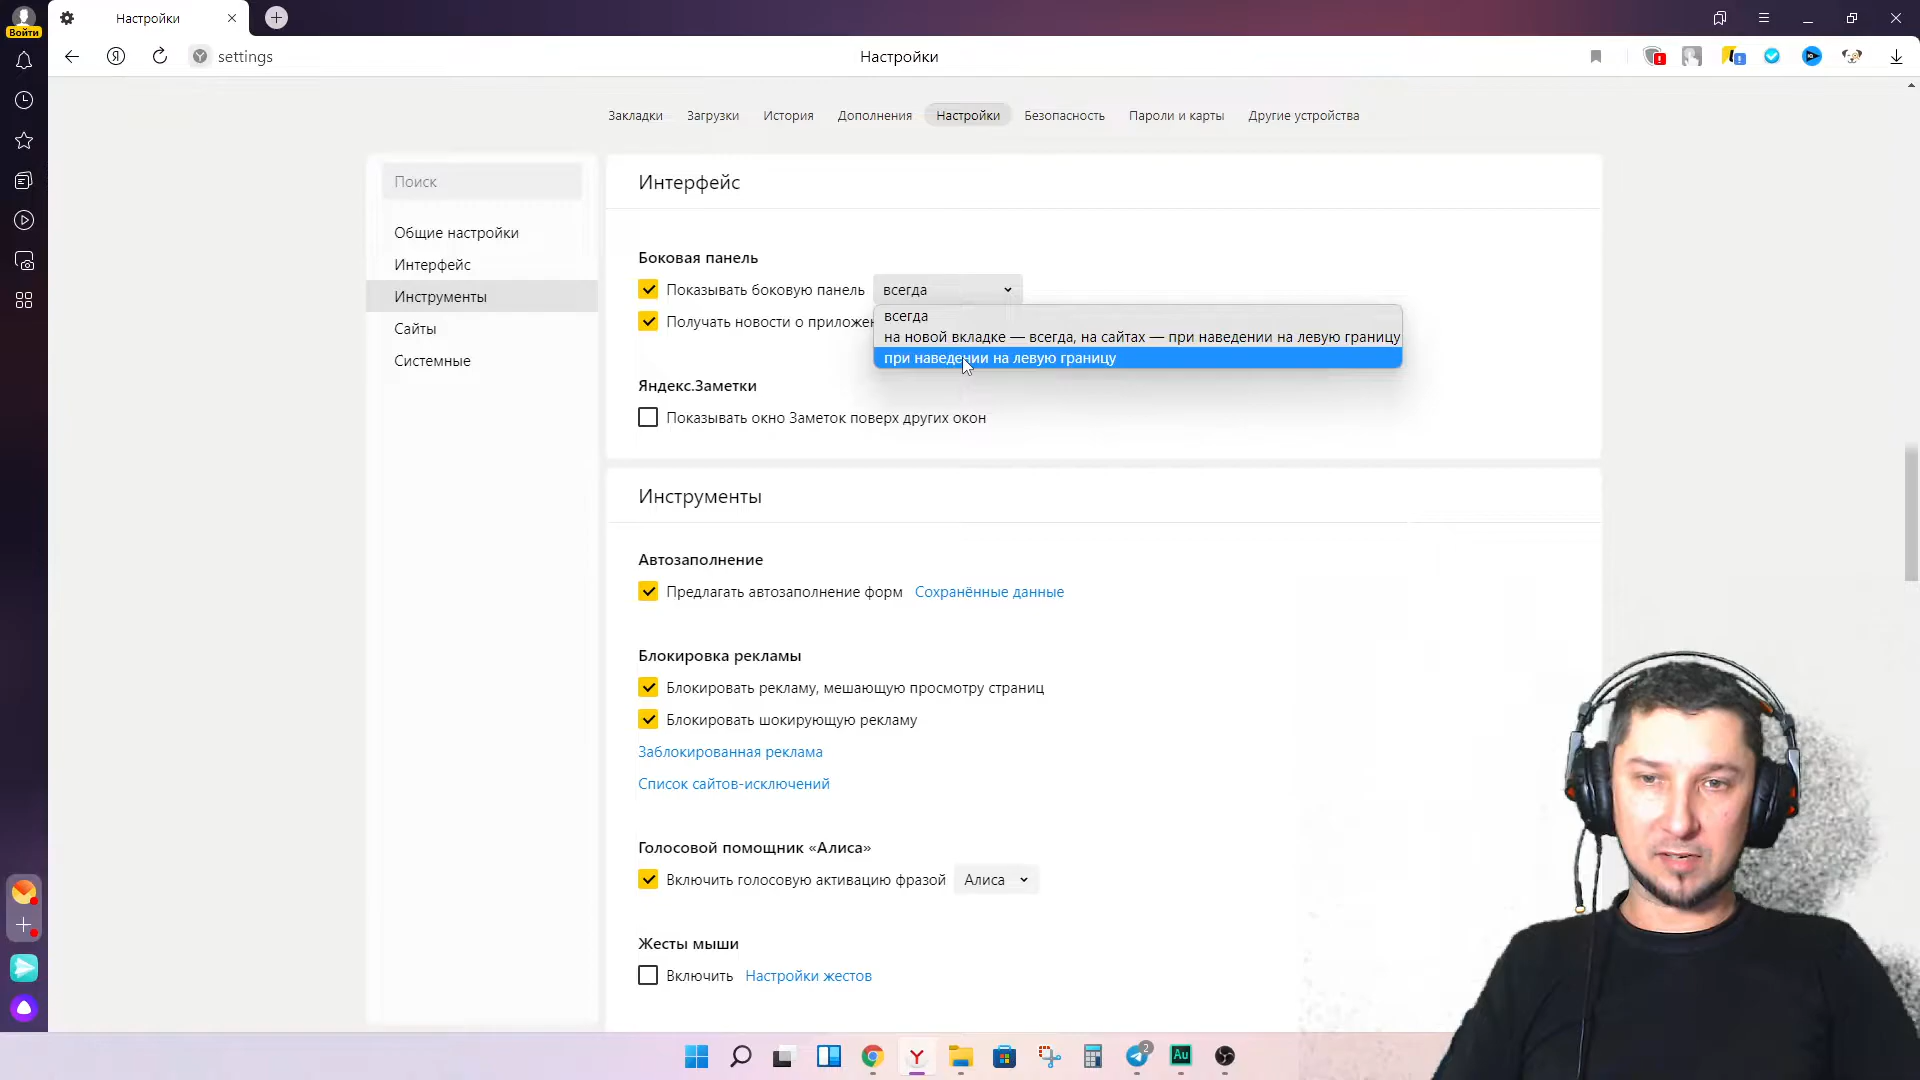 Настройки
Войти
settings
Настройки
Закладки
Загрузки
История
Дополнения
Настройки
Безопасность
Пароли и карты
Другие устройства
Поиск
Общие настройки
Интерфейс
Инструменты
Сайты
Системные
Интерфейс
Боковая панель
Показывать боковую панель
всегда
Получать новости о приложен
всегда
на новой вкладке — всегда, на сайтах — при наведении на левую границу
при наведении на левую границу
Яндекс.Заметки
Показывать окно Заметок поверх других окон
Инструменты
Автозаполнение
Предлагать автозаполнение форм Сохранённые данные
Блокировка рекламы
Блокировать рекламу, мешающую просмотру страниц
Блокировать шокирующую рекламу
Заблокированная реклама
Список сайтов-исключений
Голосовой помощник «Алиса»
Включить голосовую активацию фразой Алиса
Жесты мыши
Включить Настройки жестов
2
Au